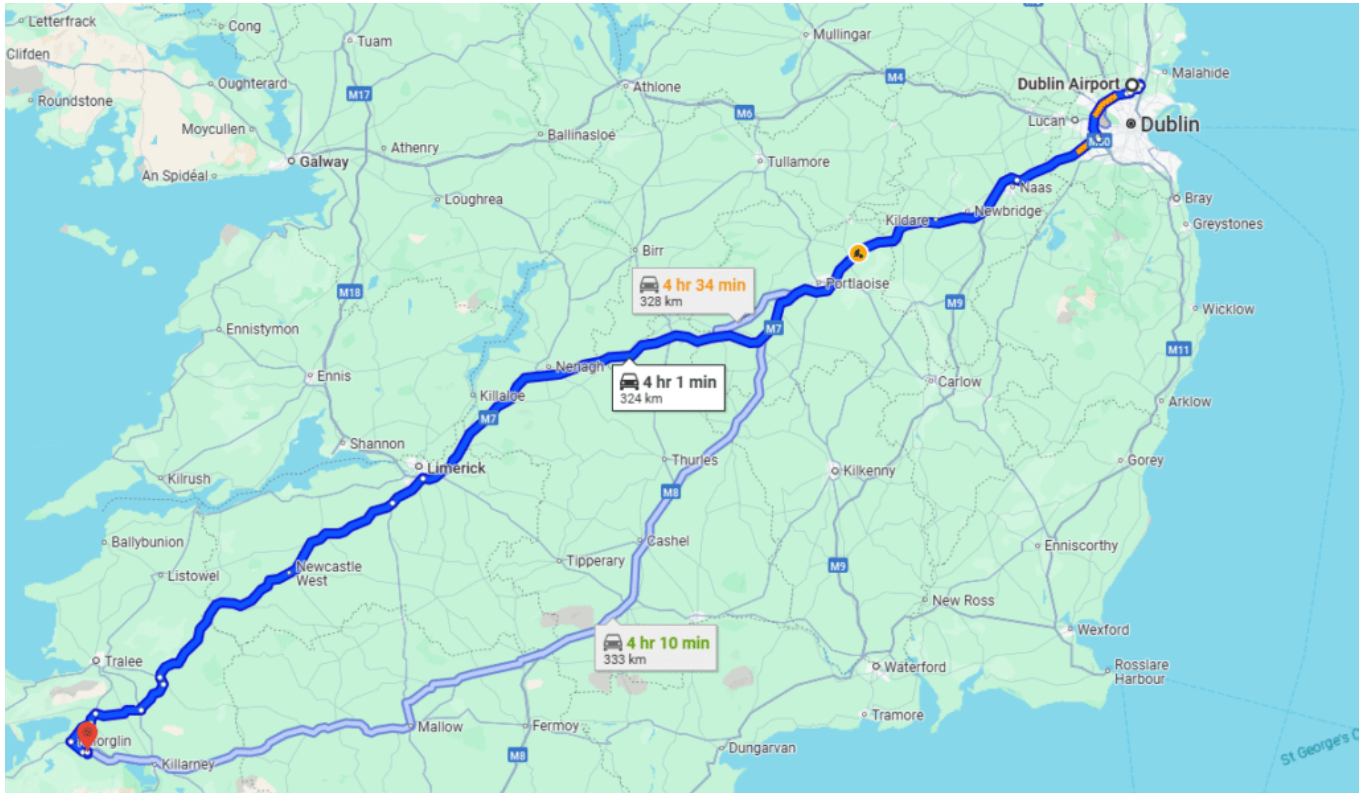 Letterfrack
Cong
Tuam
Mullingar
Clifden
Oughterard
Athlone
M4
Dublin Airport
Malahide
Roundstone
M17
M6
Lucan
Dublin
Moycullen
Ballinasloe
M50
Athenry
Galway
Tullamore
An Spidéal
Naas
Loughrea
Bray
Newbridge
Kildare
Greystones
Birr
4 hr 34 min
328 km
Portlaoise
M18
M9
Wicklow
Ennistymon
M7
M11
Nenagh
Ennis
4 hr 1 min
324 km
Carlow
Killaloe
Arklow
M7
Shannon
Thurles
Gorey
Limerick
Kilkenny
Kilrush
M8
Ballybunion
Cashel
Enniscorthy
Tipperary
M9
Newcastle
West
Listowel
New Ross
Wexford
4 hr 10 min
333 km
Tralee
Waterford
Rosslare
Harbour
Tramore
Mallow
Fermoy
orglin
Dungarvan
M8
Killarney
St George's C